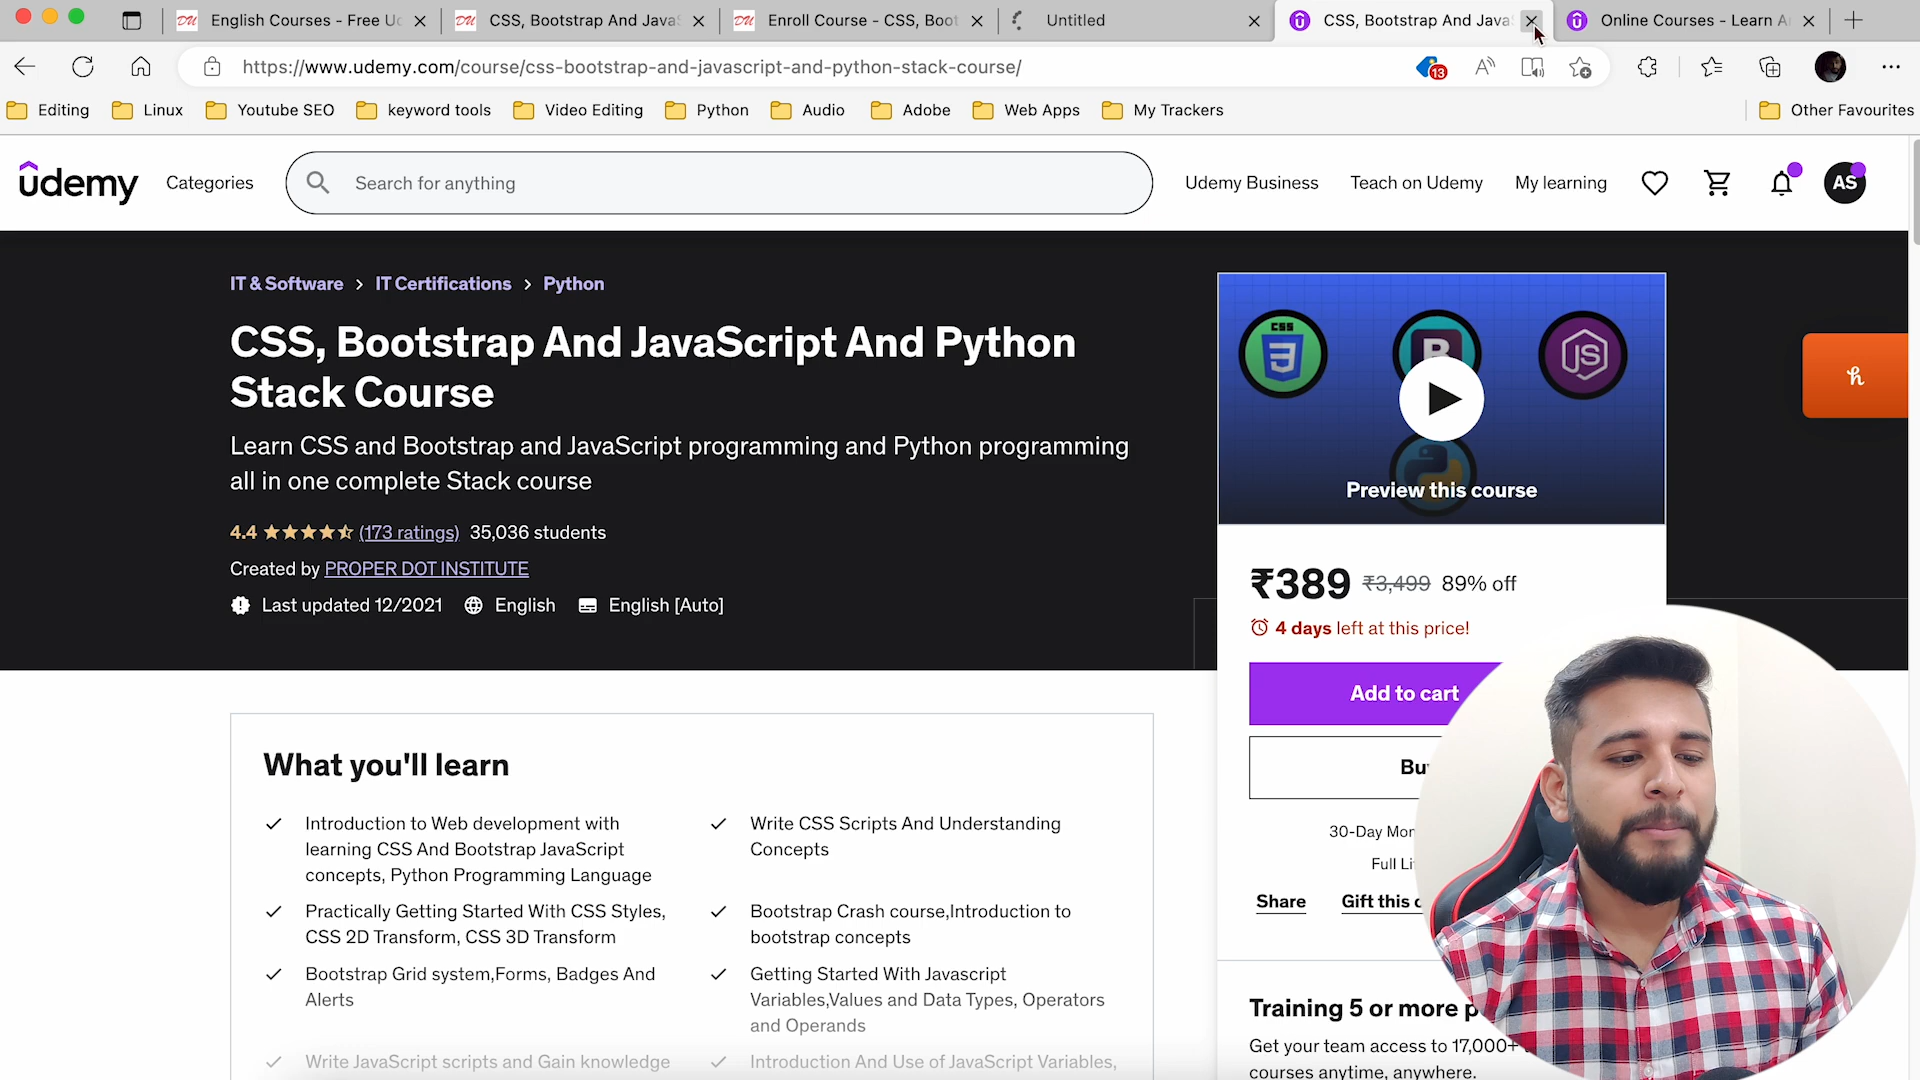 DU English Courses - Free Ud
DU CSS, Bootstrap And JavaS
DU Enroll Course - CSS, Boot
Untitled
CSS, Bootstrap And Java
Online Courses - Learn A
https://www.udemy.com/course/css-bootstrap-and-javascript-and-python-stack-course/
13
Editing
Linux
Youtube SEO
keyword tools
Video Editing
Python
Audio
Adobe
Web Apps
My Trackers
Other Favourites
udemy
Categories
Search for anything
Udemy Business
Teach on Udemy
My learning
AS
IT & Software > IT Certifications > Python
CSS, Bootstrap And JavaScript And Python
Stack Course
Learn CSS and Bootstrap and JavaScript programming and Python programming
all in one complete Stack course
4.4 (173 ratings) 35,036 students
Created by PROPER DOT INSTITUTE
Last updated 12/2021 English English [Auto]
CSS
3
B
JS
Preview this course
h
₹389 ₹3,499 89% off
4 days left at this price!
Add to cart
Bu
30-Day Mon
Full Li
Share
Gift this c
Training 5 or more p
Get your team access to 17,000+
courses anytime, anywhere.
What you'll learn
Introduction to Web development with
learning CSS And Bootstrap JavaScript
concepts, Python Programming Language
Write CSS Scripts And Understanding
Concepts
Practically Getting Started With CSS Styles,
CSS 2D Transform, CSS 3D Transform
Bootstrap Crash course,Introduction to
bootstrap concepts
Bootstrap Grid system,Forms, Badges And
Alerts
Getting Started With Javascript
Variables,Values and Data Types, Operators
and Operands
Write JavaScript scripts and Gain knowledge
Introduction And Use of JavaScript Variables,